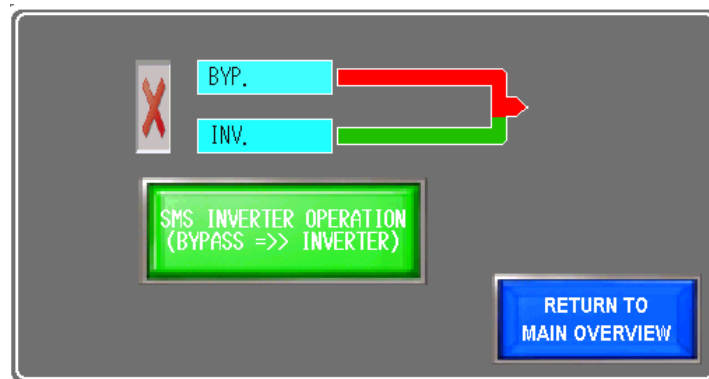 BYP.
INV.
SMS INVERTER OPERATION
(BYPASS =>> INVERTER)
RETURN TO
MAIN OVERVIEW